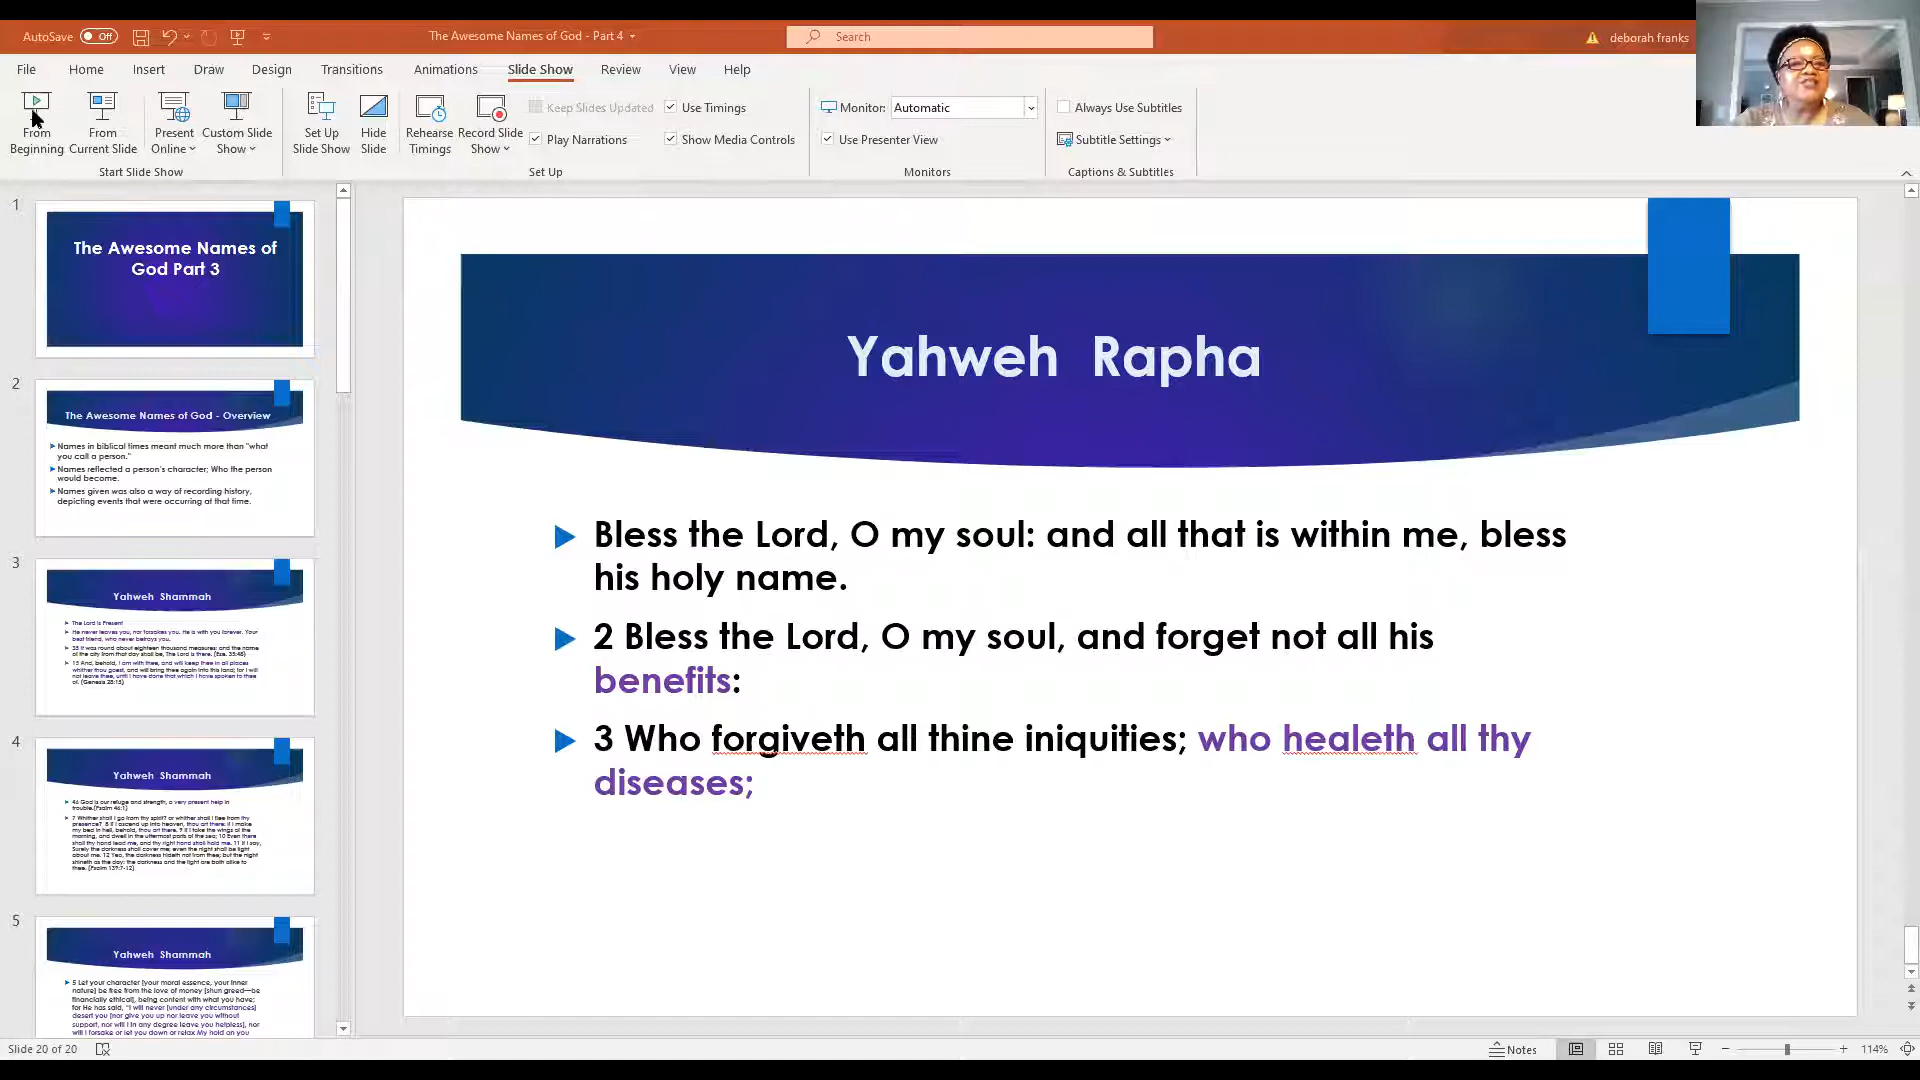 AutoSave Off
The Awesome Names of God - Part 4
Search
deborah franks
File Home Insert Draw Design Transitions Animations Slide Show Review View Help
From Beginning
From Current Slide
Present Online
Custom Slide Show
Start Slide Show
Set Up Slide Show
Hide Slide
Rehearse Timings
Record Slide Show
Keep Slides Updated
Play Narrations
Use Timings
Show Media Controls
Set Up
Monitor: Automatic
Use Presenter View
Monitors
Always Use Subtitles
Subtitle Settings
Captions & Subtitles
1
The Awesome Names of
God Part 3
2
The Awesome Names of God - Overview
Names in biblical times meant much more than "what
you call a person."
Names reflected a person's character; Who the person
would become.
Names given was also a way of recording history,
depicting events that were occurring at that time.
3
Yahweh Shammah
The Lord is Present
He never leaves you, nor forsakes you. He is with you forever. Your
best friend, who never betrays you.
35 It was round about eighteen thousand measures: and the name
of the city from that day shall be, The Lord is there. (Eze. 35:48)
15 And, behold, I am with thee, and will keep thee in all places
whither thou goest, and will bring thee again into this land; for I will
not leave thee, until I have done that which I have spoken to thee
of. (Genesis 28:15)
4
Yahweh Shammah
46 God is our refuge and strength, a very present help in
trouble.(Psalm 46:1)
7 Whither shall I go from thy spirit? or whither shall I flee from thy
presence? 8 If I ascend up into heaven, thou art there: if I make
my bed in hell, behold, thou art there. 9 If I take the wings of the
morning, and dwell in the uttermost parts of the sea; 10 Even there
shall thy hand lead me, and thy right hand shall hold me. 11 If I say,
Surely the darkness shall cover me; even the night shall be light
about me. 12 Yea, the darkness hideth not from thee; but the night
shineth as the day: the darkness and the light are both alike to
thee. (Psalm 139:7-12)
5
Yahweh Shammah
5 Let your character [your moral essence, your inner
nature] be free from the love of money [shun greed—be
financially ethical], being content with what you have;
for He has said, "I will never [under any circumstances]
desert you [nor give you up nor leave you without
support, nor will I in any degree leave you helpless], nor
will I forsake or let you down or relax My hold on you
Yahweh Rapha
Bless the Lord, O my soul: and all that is within me, bless
his holy name.
2 Bless the Lord, O my soul, and forget not all his
benefits:
3 Who forgiveth all thine iniquities; who healeth all thy
diseases;
Slide 20 of 20
Notes
114%